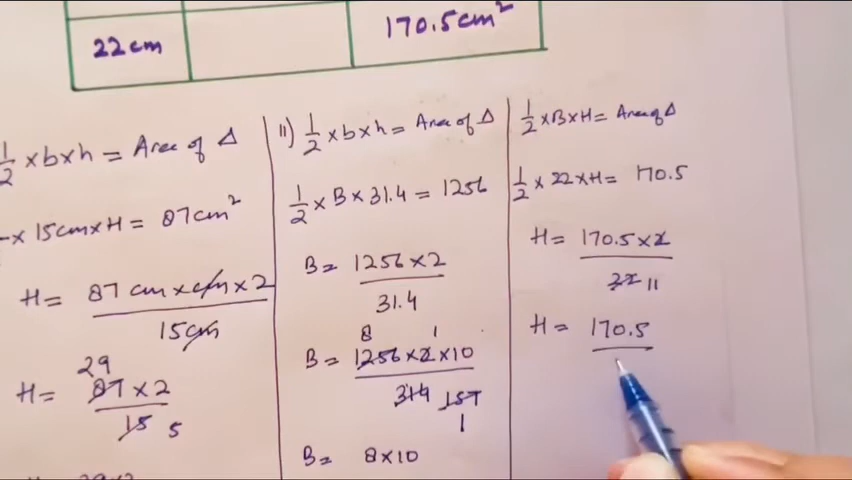 22cm 170.5cm²
1/2 × b × h = Area of Δ
× 15cm × H = 87cm²
H = 87 cm × cm × 2 / 15cm
29
H = 87 × 2 / 15 5
II) 1/2 × b × h = Area of Δ
1/2 × B × 31.4 = 1256
B = 1256 × 2 / 31.4
8 1
B = 1256 × 2 × 10 / 314 157
1
B = 8 × 10
1/2 × B × H = Area of Δ
1/2 × 22 × H = 170.5
H = 170.5 × 2 / 22 11
H = 170.5